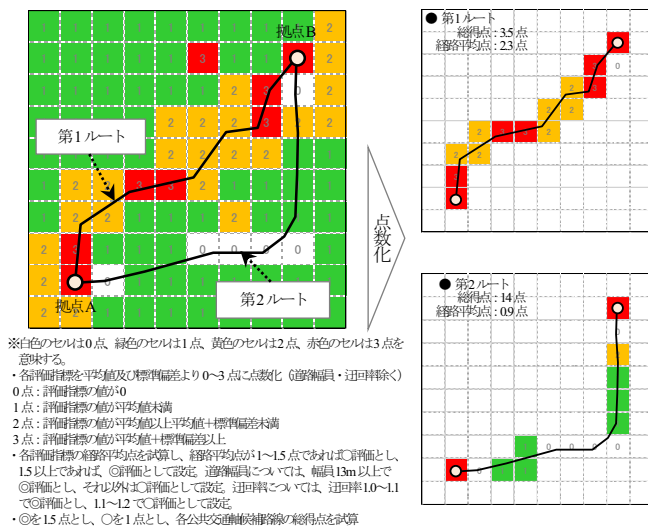 拠点B
第1ルート
拠点A
第2ルート
点数化
● 第1ルート
総得点：35点
経路平均点：2.3点
● 第2ルート
総得点：14点
経路平均点：0.9点
※白色のセルは0点、緑色のセルは1点、黄色のセルは2点、赤色のセルは3点を
意味する。
・各評価指標を平均値及び標準偏差より0～3点に点数化（道路幅員・迂回率除く）
0点：評価指標の値が0
1点：評価指標の値が平均値未満
2点：評価指標の値が平均値以上平均値＋標準偏差未満
3点：評価指標の値が平均値＋標準偏差以上
・各評価指標の経路平均点を試算し、経路平均点が1～1.5点であれば○評価とし、
1.5以上であれば、◎評価として設定。道路幅員については、幅員13m以上で
◎評価とし、それ以外は○評価として設定。迂回率については、迂回率1.0～1.1
で◎評価とし、1.1～1.2で○評価として設定。
・◎を1.5点とし、○を1点とし、各公共交通軸候補路線の総得点を試算